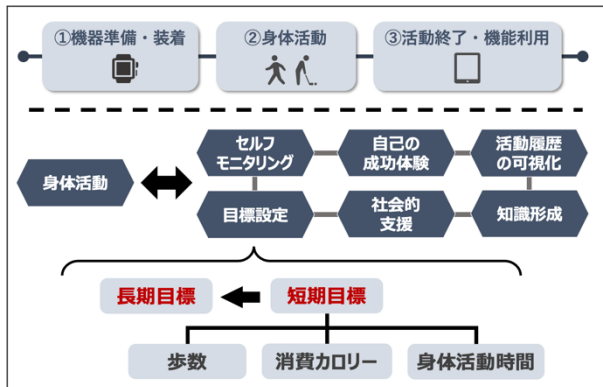 ①機器準備・装着
②身体活動
③活動終了・機能利用
身体活動
セルフ
モニタリング
自己の
成功体験
活動履歴
の可視化
目標設定
社会的
支援
知識形成
長期目標
短期目標
歩数
消費カロリー
身体活動時間